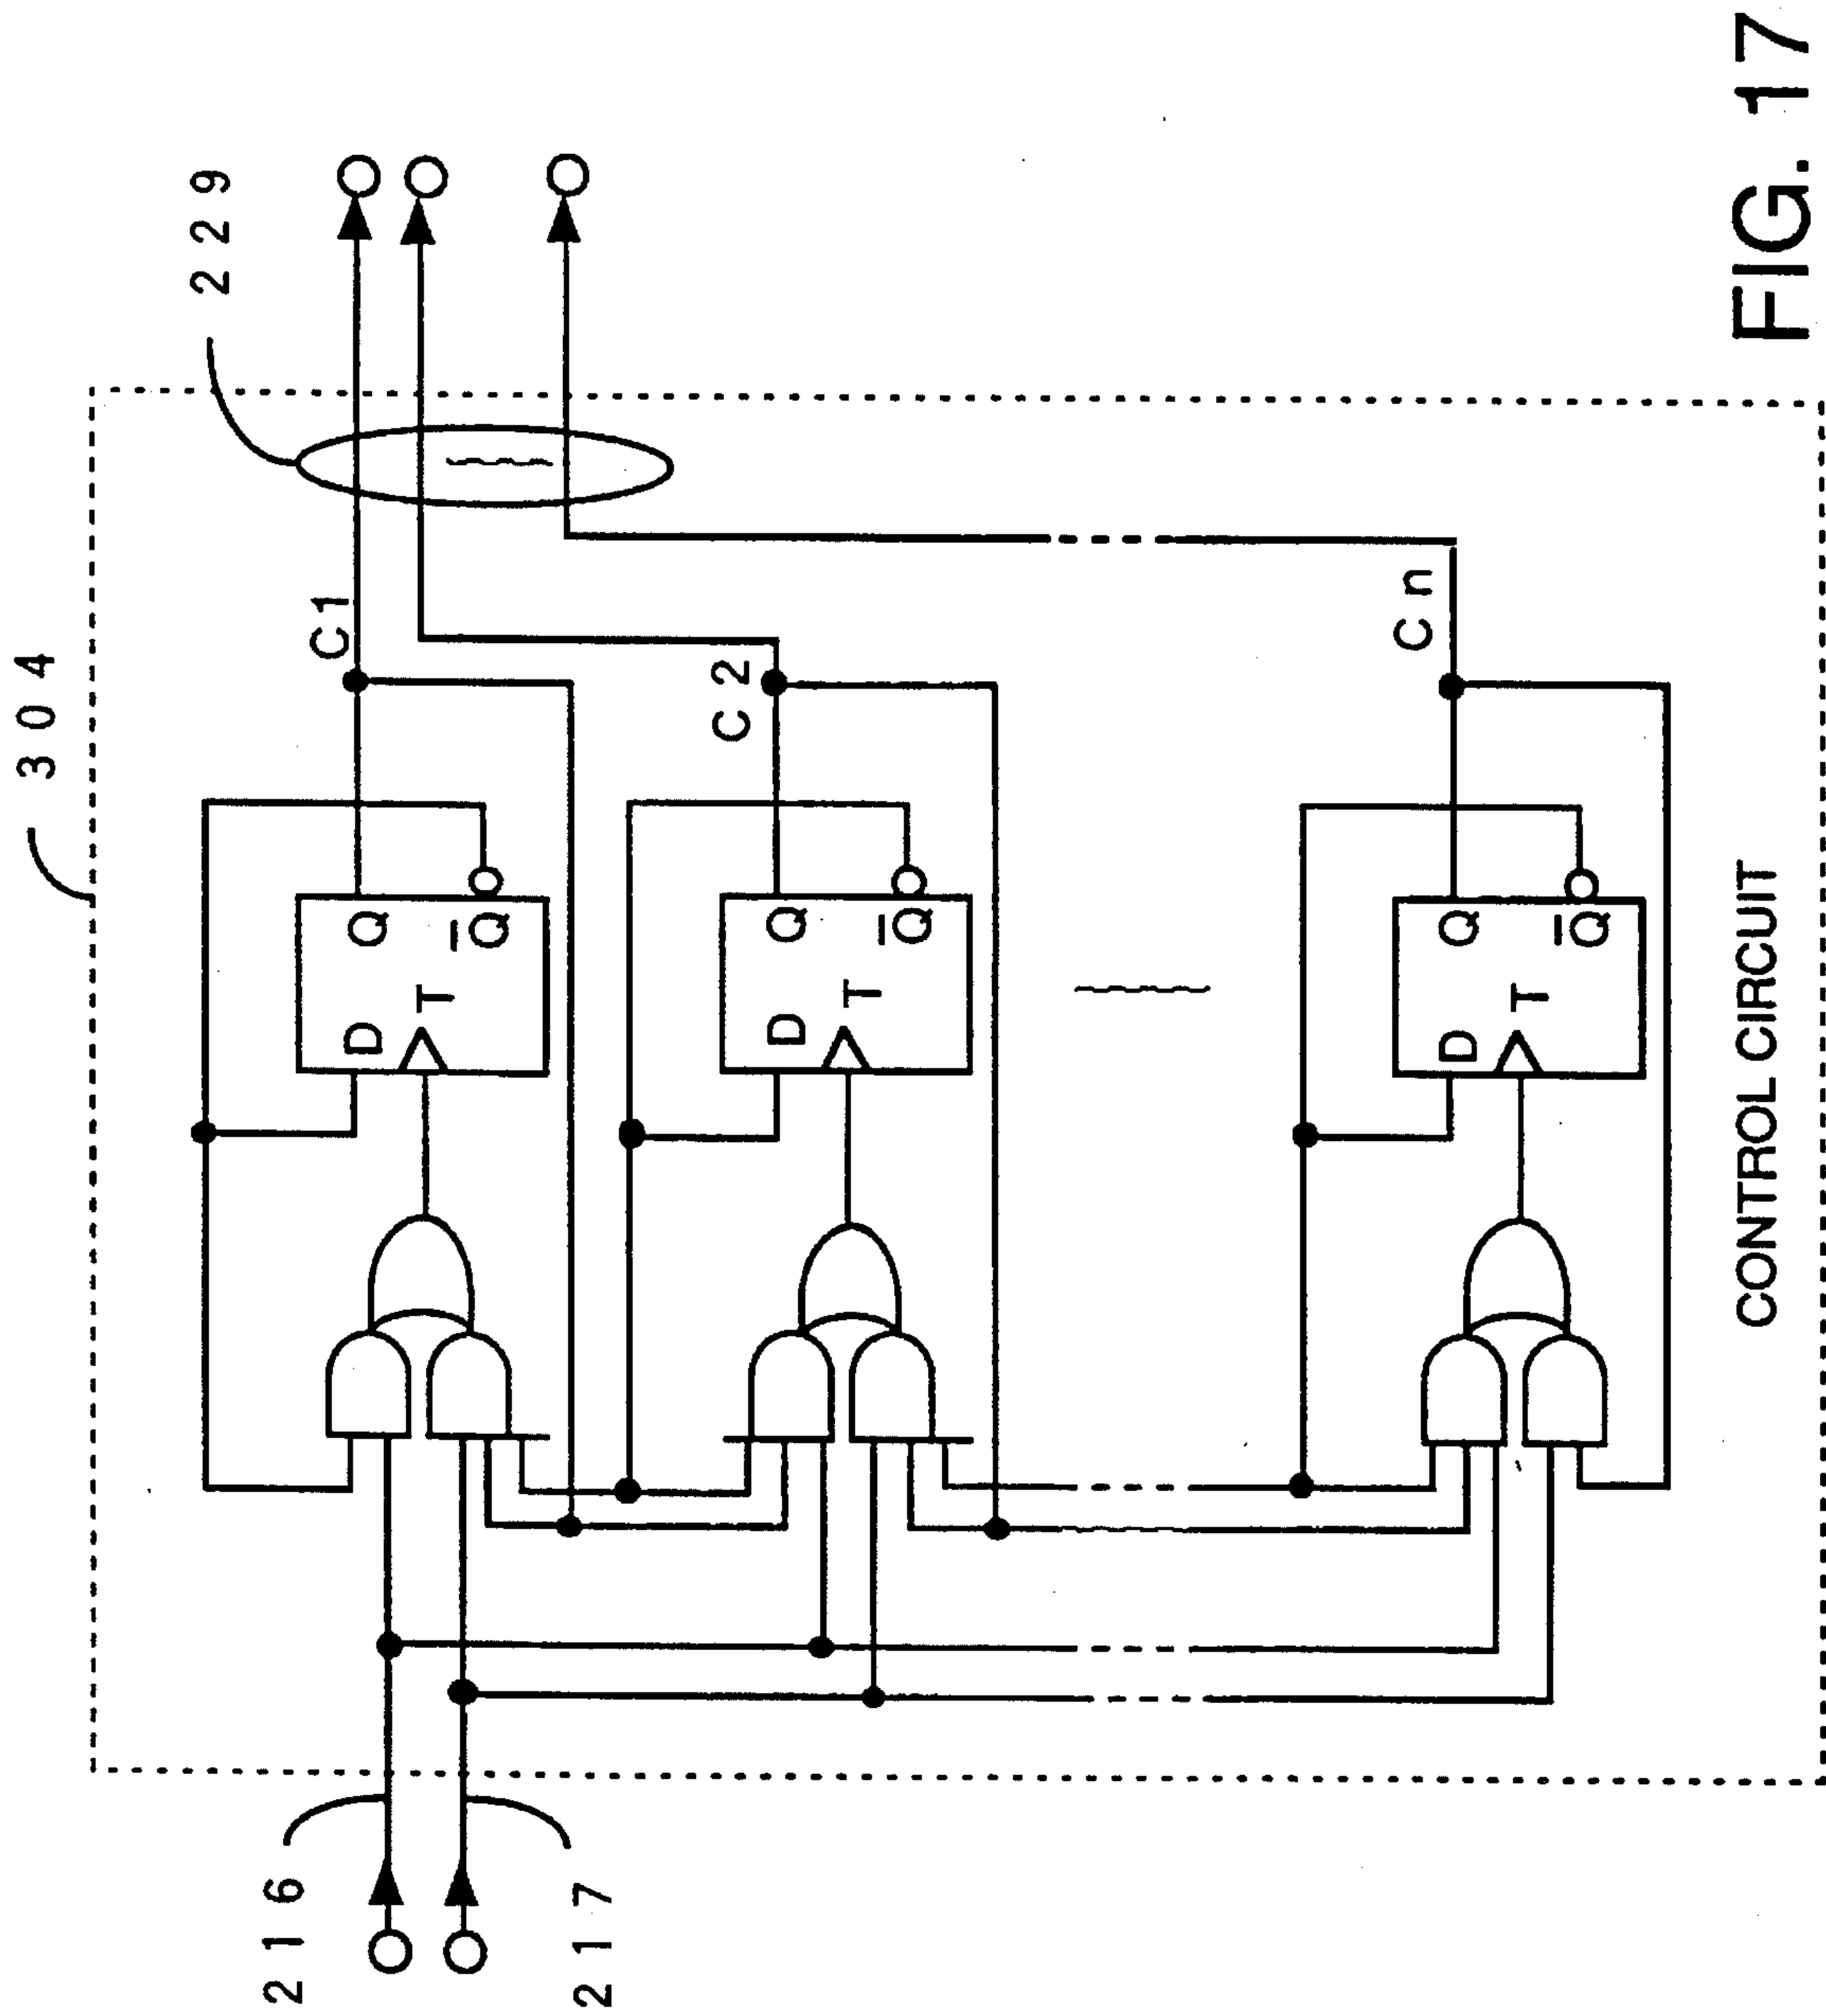 304
229
216
217
C1
D
Q
T
Q̅
C2
D
Q
T
Q̅
Cn
D
Q
T
Q̅
CONTROL CIRCUIT
FIG. 17